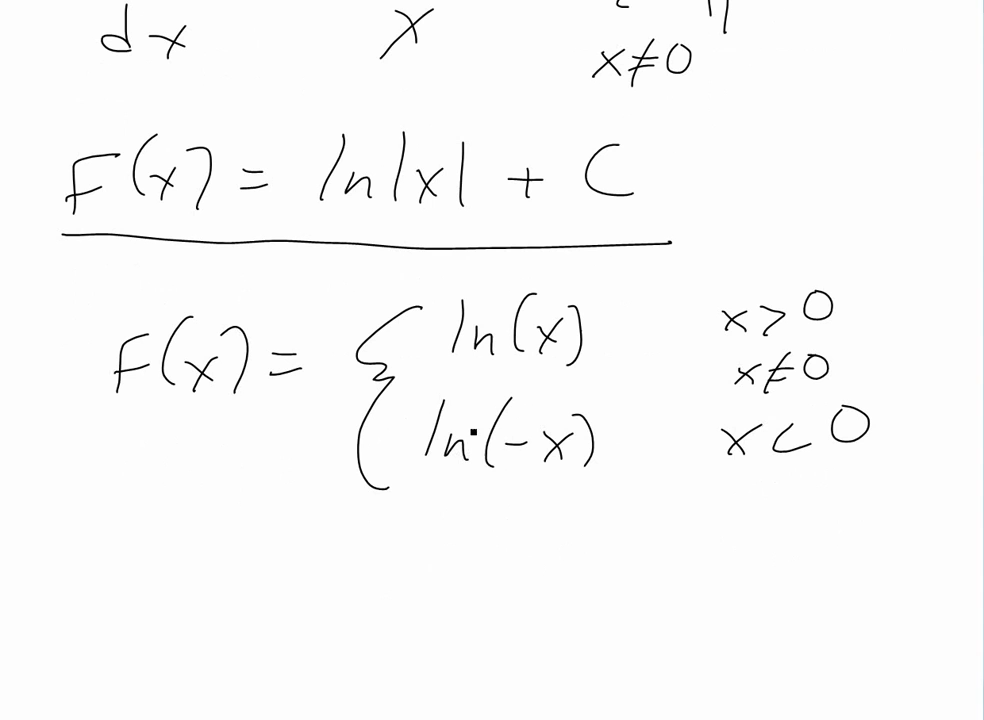 dx x
x≠0
F(x) = ln|x| + C
F(x) = { ln(x) x>0
x≠0
ln(-x) x<0